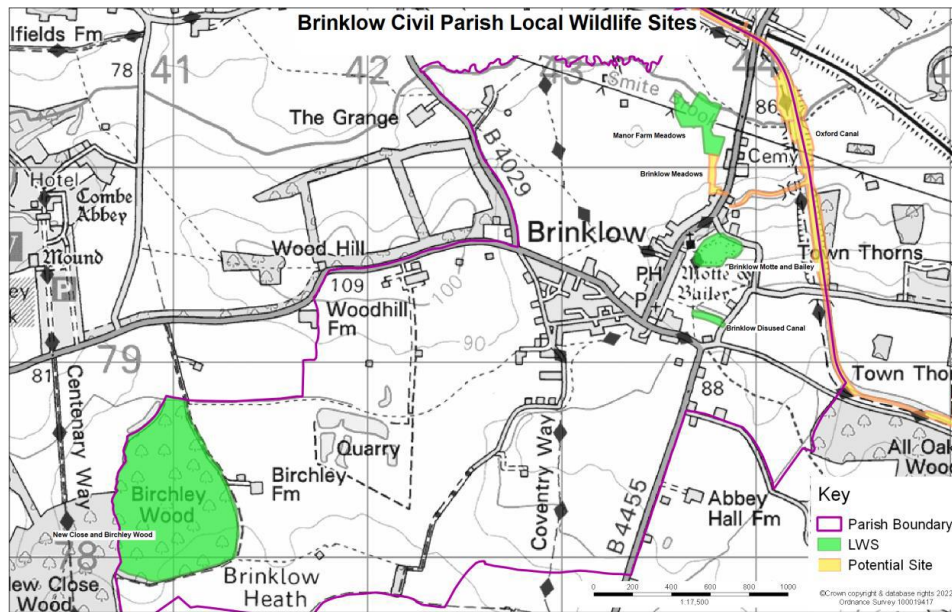 Brinklow Civil Parish Local Wildlife Sites
lfields Fm
78
41
42
43
44
The Grange
Smite
86
B4029
Manor Farm Meadows
Oxford Canal
Cemy
Brinklow Meadows
Hotel
Combe
Abbey
Mound
P
ey
Wood Hill
Brinklow
Town Thorns
PH
P
Motte &
Bailey
Brinklow Motte and Bailey
109
100
Woodhill
Fm
Brinklow Disused Canal
90
79
81
88
Town Tho
Centenary Way
Quarry
Coventry Way
All Oak
Wood
Birchley
Wood
Birchley
Fm
B4455
Abbey
Hall Fm
New Close and Birchley Wood
78
New Close
Wood
Brinklow
Heath
Key
Parish Boundary
LWS
Potential Site
0 200 400 600 800 1000
1:17,500
©Crown copyright & database rights 20
Ordnance Survey 100019417